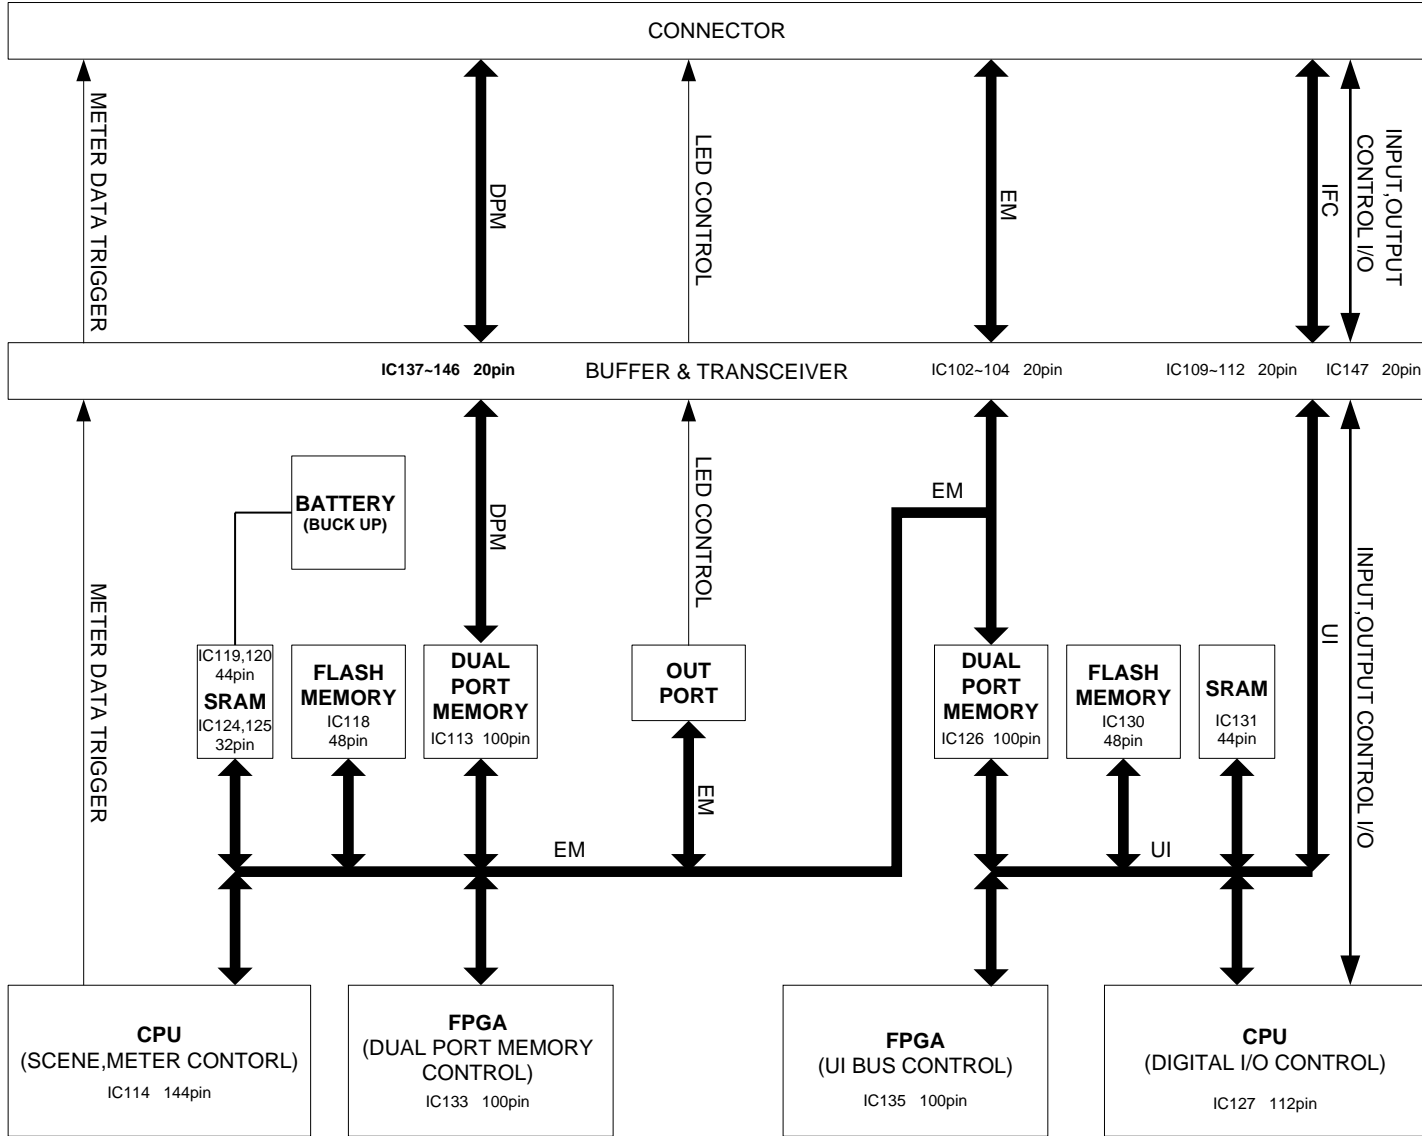 CONNECTOR
METER DATA TRIGGER
DPM
LED CONTROL
EM
IFC
INPUT,OUTPUT
CONTROL I/O
IC137~146 20pin
BUFFER & TRANSCEIVER
IC102~104 20pin
IC109~112 20pin
IC147 20pin
BATTERY
(BUCK UP)
METER DATA TRIGGER
DPM
LED CONTROL
EM
UI
INPUT,OUTPUT CONTROL I/O
IC119,120
44pin
SRAM
IC124,125
32pin
FLASH
MEMORY
IC118
48pin
DUAL
PORT
MEMORY
IC113 100pin
OUT
PORT
DUAL
PORT
MEMORY
IC126 100pin
FLASH
MEMORY
IC130
48pin
SRAM
IC131
44pin
EM
EM
UI
CPU
(SCENE,METER CONTORL)
IC114 144pin
FPGA
(DUAL PORT MEMORY
CONTROL)
IC133 100pin
FPGA
(UI BUS CONTROL)
IC135 100pin
CPU
(DIGITAL I/O CONTROL)
IC127 112pin